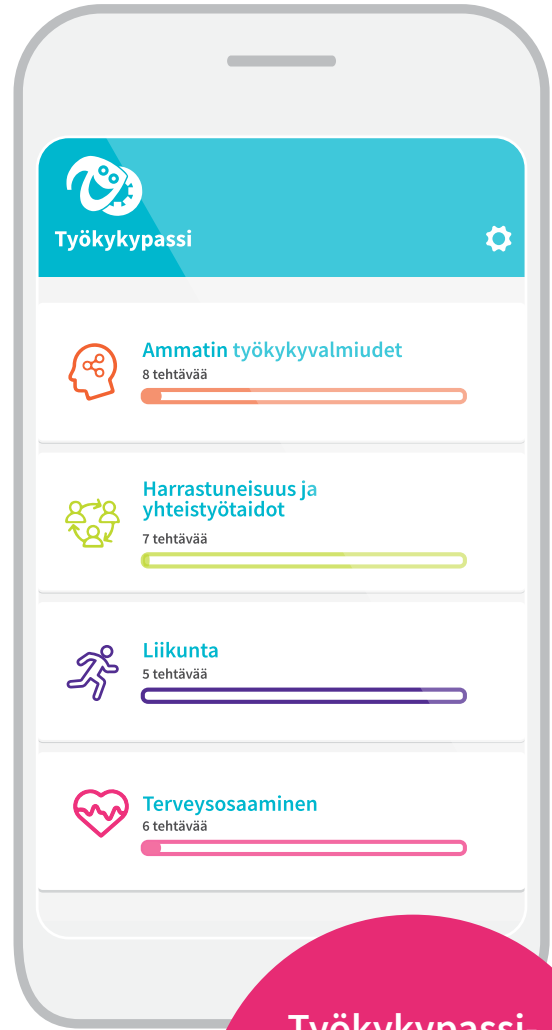 Työkykypassi
Ammatin työkykyvalmiudet
8 tehtävää
Harrastuneisuus ja
yhteistyötaidot
7 tehtävää
Liikunta
5 tehtävää
Terveysosaaminen
6 tehtävää
Työkykypassi